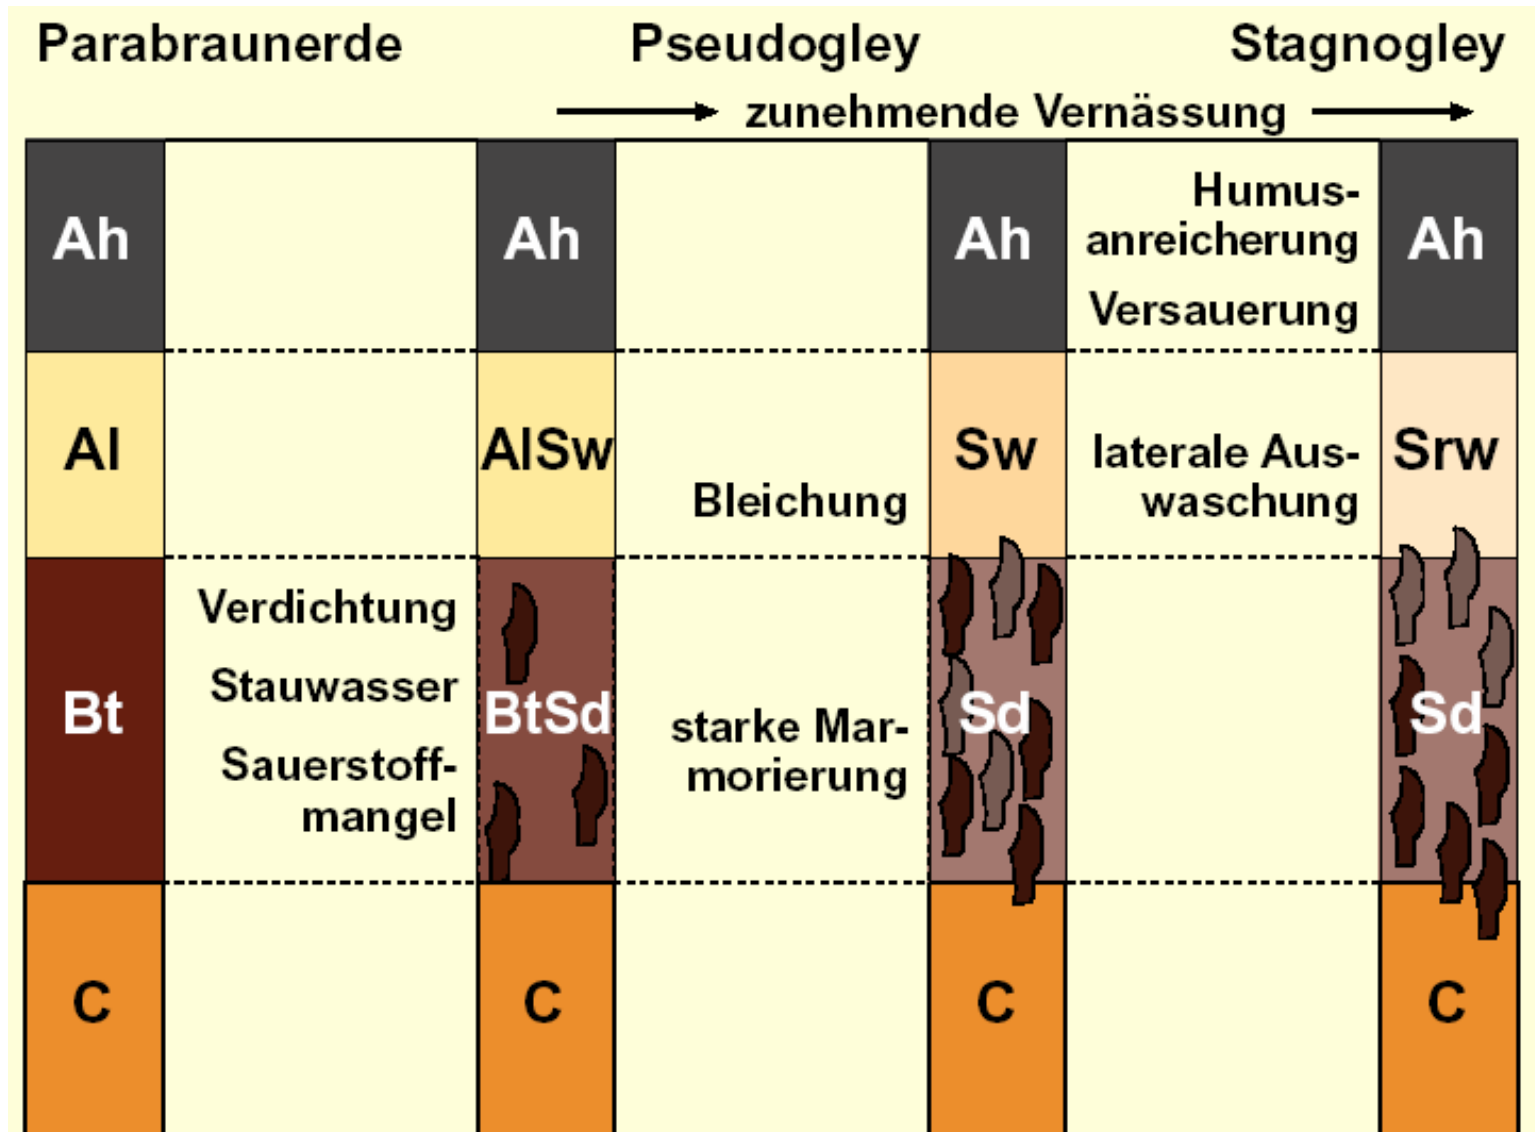 Parabraunerde Pseudogley Stagnogley
zunehmende Vernässung
Ah Ah Ah Humus-
anreicherung
Versauerung Ah
Al AlSw Bleichung Sw laterale Aus-
waschung Srw
Bt Verdichtung
Stauwasser
Sauerstoff-
mangel BtSd starke Mar-
morierung Sd Sd
C C C C